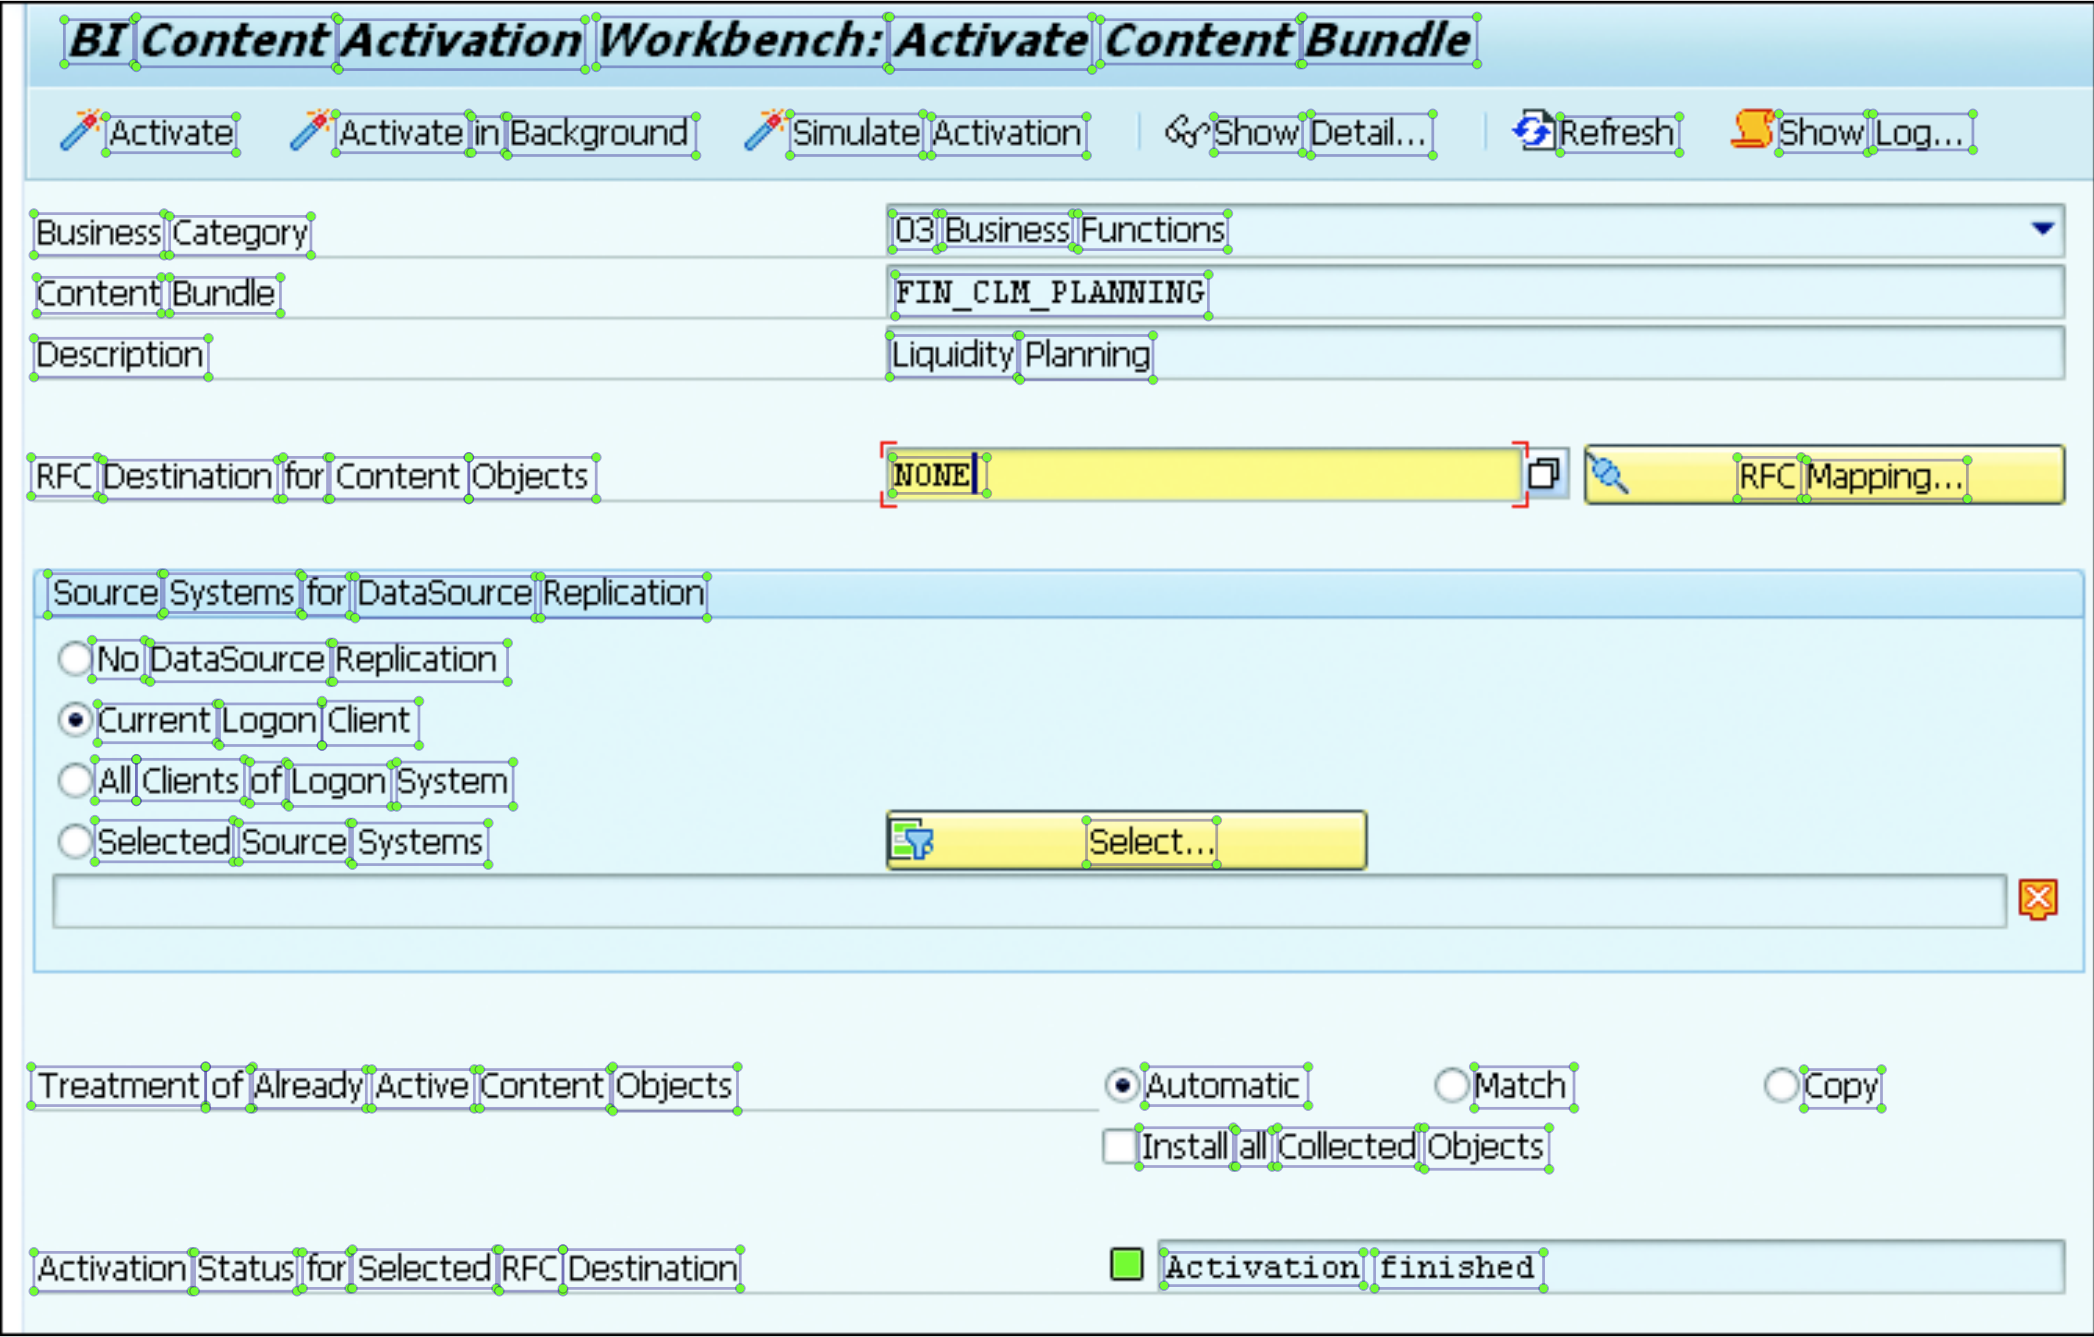 BI Content Activation Workbench: Activate Content Bundle
Activate Activate in Background Simulate Activation Show Detail... Refresh Show Log...
Business Category 03 Business Functions
Content Bundle FIN_CLM_PLANNING
Description Liquidity Planning
RFC Destination for Content Objects NONE RFC Mapping...
Source Systems for DataSource Replication
No DataSource Replication
Current Logon Client
All Clients of Logon System
Selected Source Systems Select...
Treatment of Already Active Content Objects Automatic Match Copy
Install all Collected Objects
Activation Status for Selected RFC Destination Activation finished